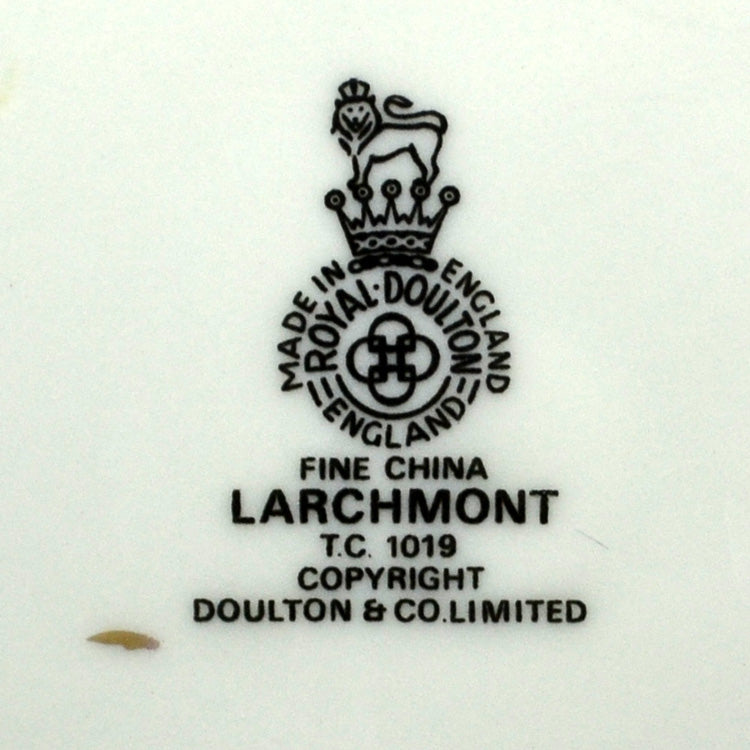 MADE IN ENGLAND
ROYAL·DOULTON
ENGLAND
FINE CHINA
LARCHMONT
T.C. 1019
COPYRIGHT
DOULTON & CO.LIMITED